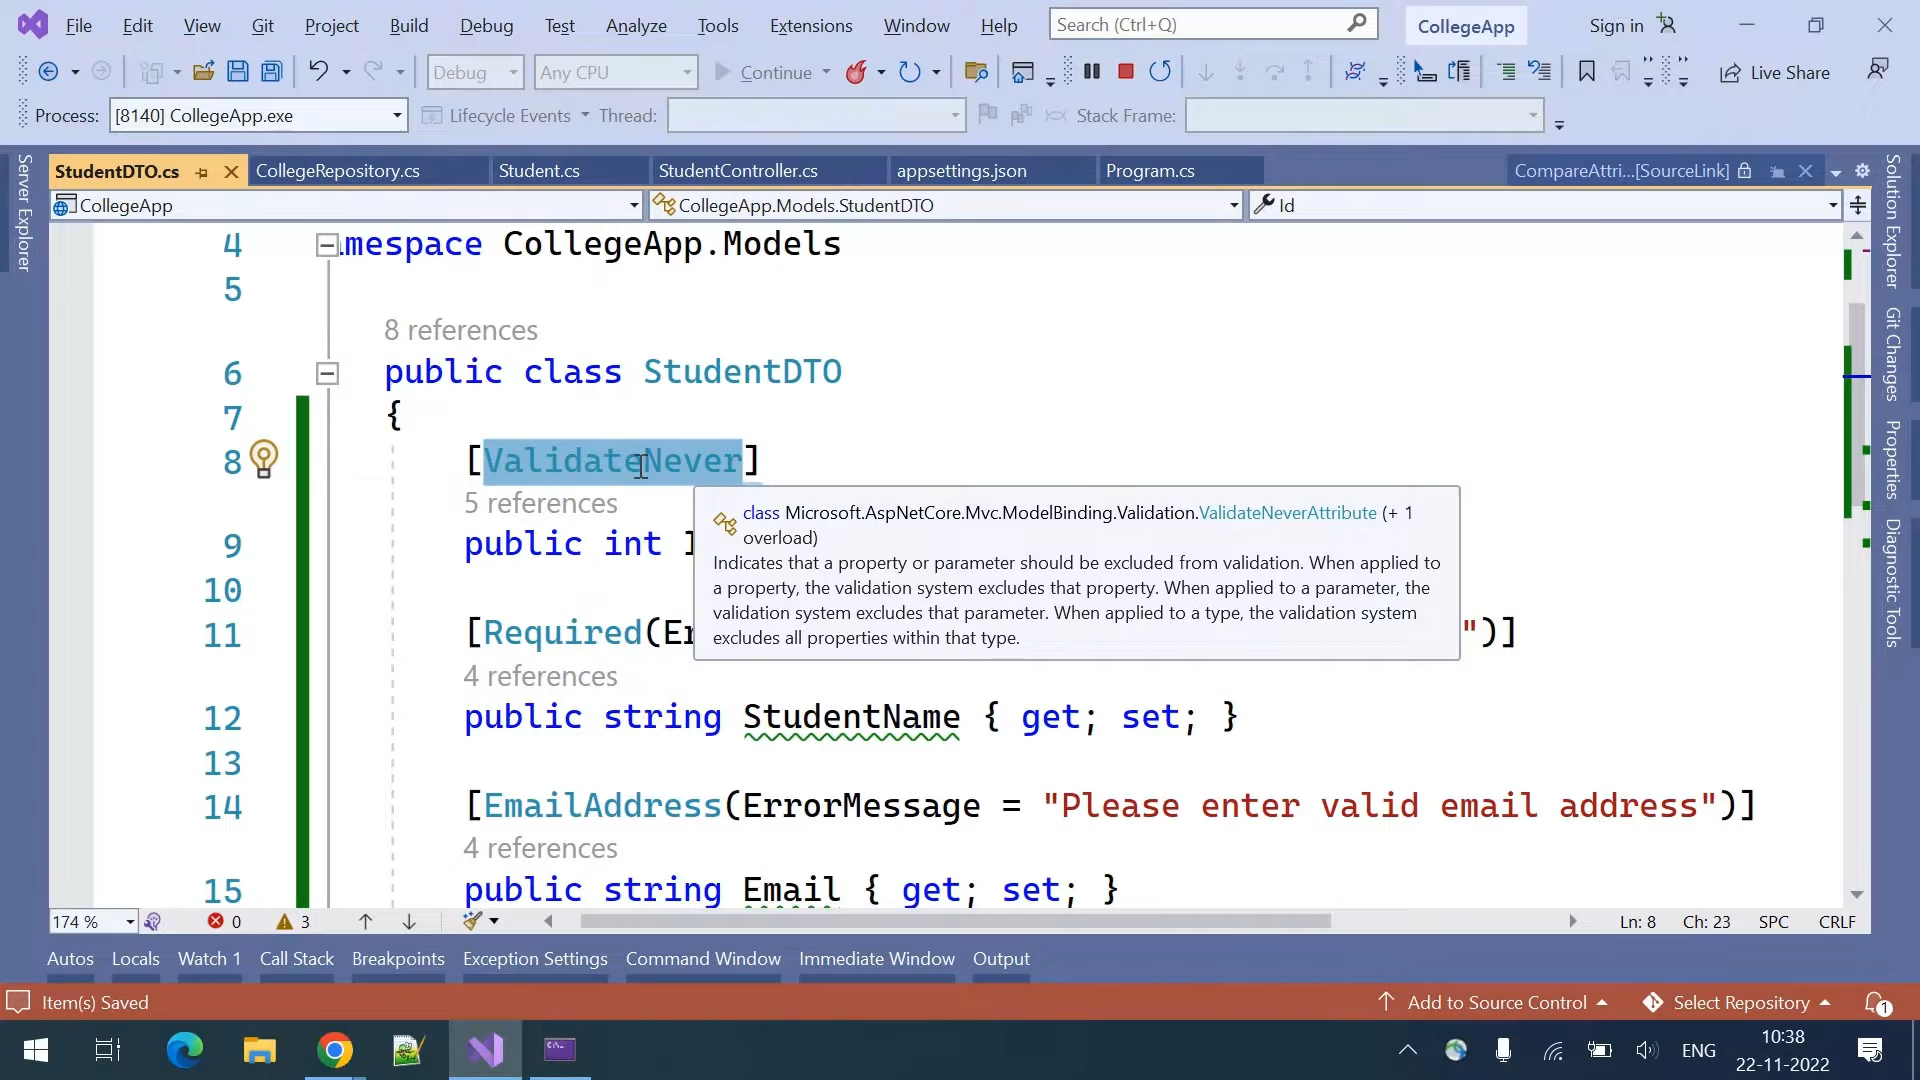 File Edit View Git Project Build Debug Test Analyze Tools Extensions Window Help Search (Ctrl+Q) CollegeApp Sign in
Debug Any CPU Continue Live Share
Process: [8140] CollegeApp.exe Lifecycle Events Thread: Stack Frame:
StudentDTO.cs CollegeRepository.cs Student.cs StudentController.cs appsettings.json Program.cs CompareAttri...[SourceLink]
CollegeApp CollegeApp.Models.StudentDTO Id
Server Explorer
Solution Explorer
Git Changes
Properties
Diagnostic Tools
4 mespace CollegeApp.Models
5
8 references
6 public class StudentDTO
7 {
8 [ValidateNever]
5 references
9 public int I
class Microsoft.AspNetCore.Mvc.ModelBinding.Validation.ValidateNeverAttribute (+ 1
overload)
Indicates that a property or parameter should be excluded from validation. When applied to
a property, the validation system excludes that property. When applied to a parameter, the
validation system excludes that parameter. When applied to a type, the validation system
excludes all properties within that type.
10
11 [Required(Er ")]
4 references
12 public string StudentName { get; set; }
13
14 [EmailAddress(ErrorMessage = "Please enter valid email address")]
4 references
15 public string Email { get; set; }
174 % 0 3 Ln: 8 Ch: 23 SPC CRLF
Autos Locals Watch 1 Call Stack Breakpoints Exception Settings Command Window Immediate Window Output
Item(s) Saved Add to Source Control Select Repository 1
ENG 10:38
22-11-2022